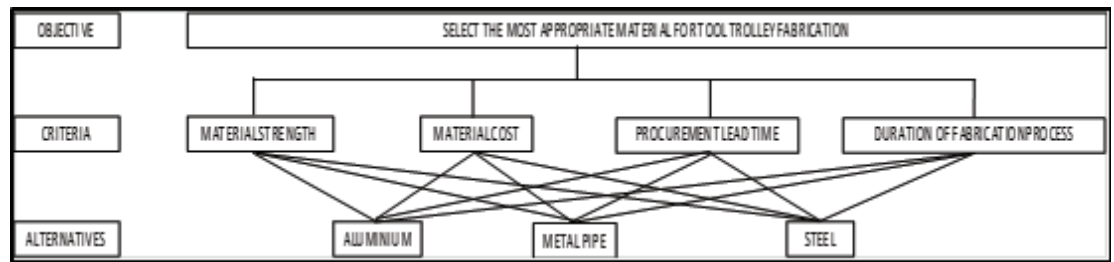 OBJECTIVE
SELECT THE MOST APPROPRIATE MATERIAL FOR TOOL TROLLEY FABRICATION
CRITERIA
MATERIAL STRENGTH
MATERIAL COST
PROCUREMENT LEAD TIME
DURATION OF FABRICATION PROCESS
ALTERNATIVES
ALUMINIUM
METAL PIPE
STEEL